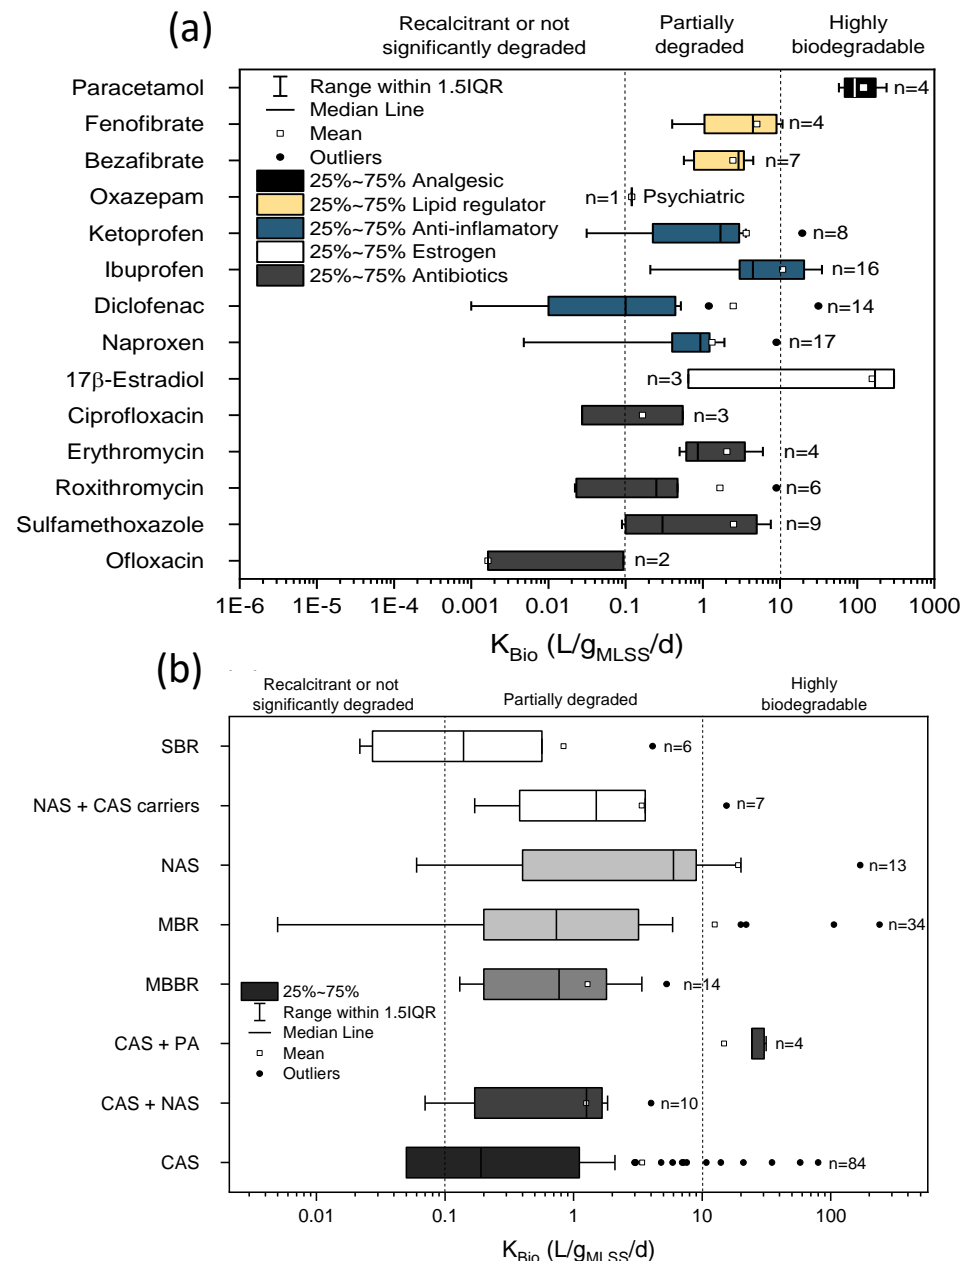 (a)
Recalcitrant or not
significantly degraded
Partially
degraded
Highly
biodegradable
Range within 1.5IQR
Median Line
Mean
Outliers
25%~75% Analgesic
25%~75% Lipid regulator
25%~75% Anti-inflamatory
25%~75% Estrogen
25%~75% Antibiotics
Paracetamol n=4
Fenofibrate n=4
Bezafibrate n=7
Oxazepam n=1 Psychiatric
Ketoprofen n=8
Ibuprofen n=16
Diclofenac n=14
Naproxen n=17
17β-Estradiol n=3
Ciprofloxacin n=3
Erythromycin n=4
Roxithromycin n=6
Sulfamethoxazole n=9
Ofloxacin n=2
1E-6 1E-5 1E-4 0.001 0.01 0.1 1 10 100 1000
K_Bio (L/g_MLSS/d)
(b)
Recalcitrant or not
significantly degraded
Partially degraded
Highly
biodegradable
SBR n=6
NAS + CAS carriers n=7
NAS n=13
MBR n=34
MBBR n=14
CAS + PA n=4
CAS + NAS n=10
CAS n=84
25%~75%
Range within 1.5IQR
Median Line
Mean
Outliers
0.01 0.1 1 10 100
K_Bio (L/g_MLSS/d)